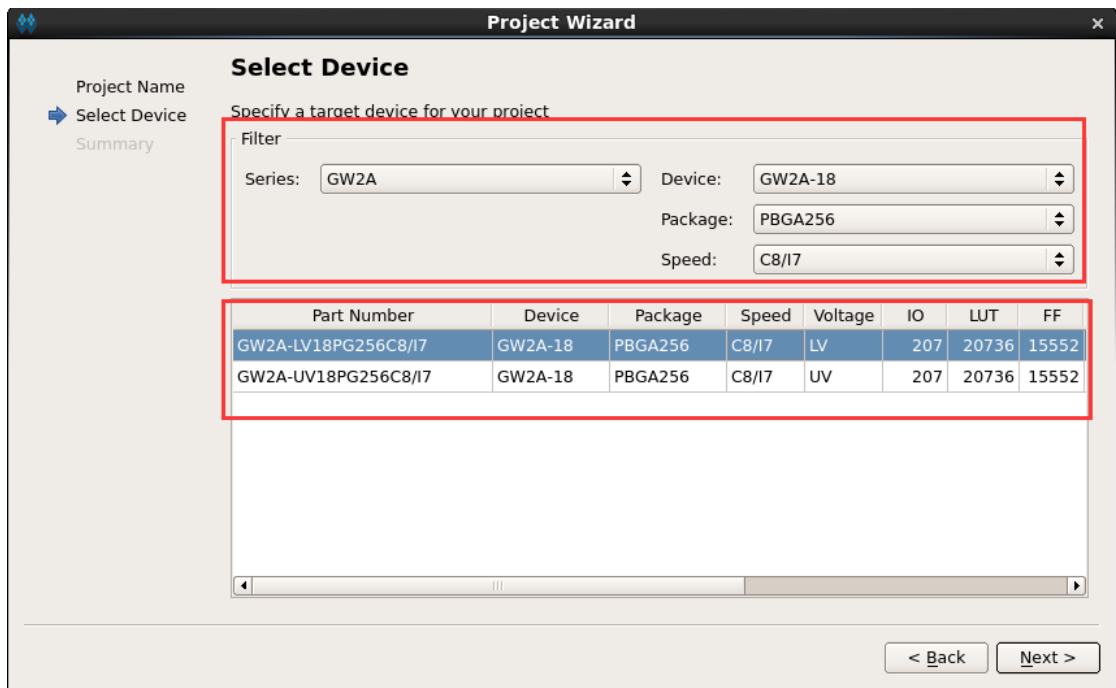 Project Wizard
Select Device
Project Name
Select Device
Summary
Specify a target device for your project
Filter
Series: GW2A Device: GW2A-18
Package: PBGA256
Speed: C8/I7
Part Number Device Package Speed Voltage IO LUT FF
GW2A-LV18PG256C8/I7 GW2A-18 PBGA256 C8/I7 LV 207 20736 15552
GW2A-UV18PG256C8/I7 GW2A-18 PBGA256 C8/I7 UV 207 20736 15552
< Back Next >